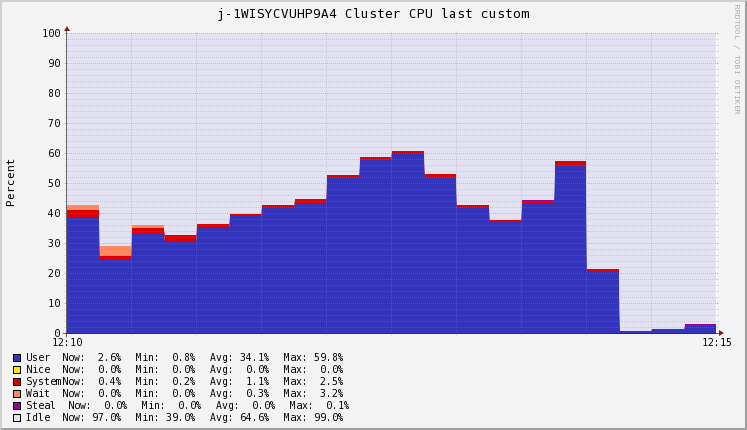 j-1WISYCVUHP9A4 Cluster CPU last custom
RRDTOOL / TOBI OETIKER
Percent
100
90
80
70
60
50
40
30
20
10
0
12:10 12:15
User Now: 2.6% Min: 0.8% Avg: 34.1% Max: 59.8%
Nice Now: 0.0% Min: 0.0% Avg: 0.0% Max: 0.0%
System Now: 0.4% Min: 0.2% Avg: 1.1% Max: 2.5%
Wait Now: 0.0% Min: 0.0% Avg: 0.3% Max: 3.2%
Steal Now: 0.0% Min: 0.0% Avg: 0.0% Max: 0.1%
Idle Now: 97.0% Min: 39.0% Avg: 64.6% Max: 99.0%